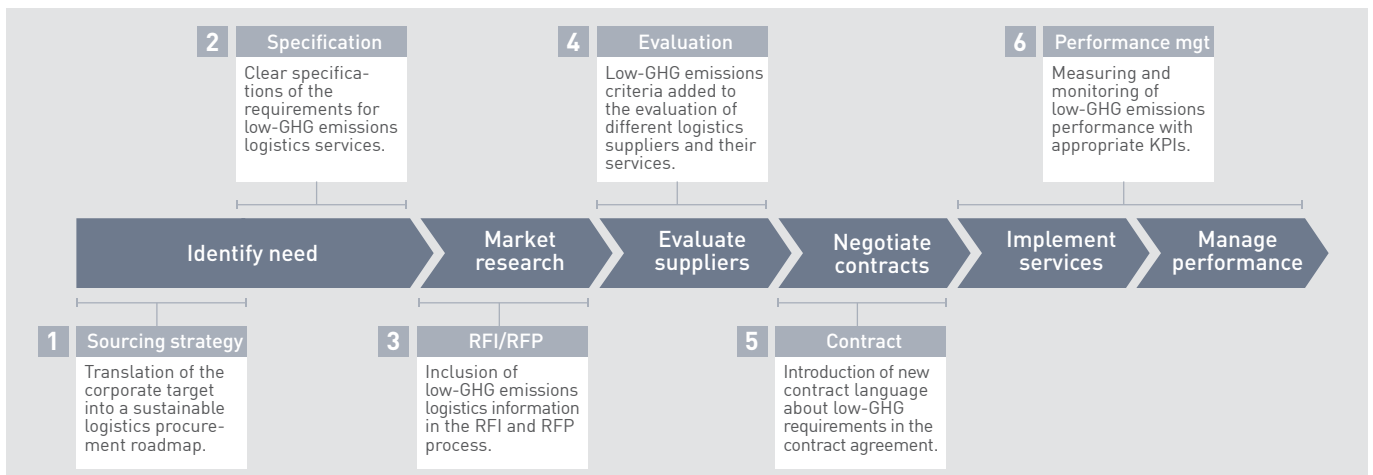 2 Specification
Clear specifica-
tions of the
requirements for
low-GHG emissions
logistics services.
4 Evaluation
Low-GHG emissions
criteria added to
the evaluation of
different logistics
suppliers and their
services.
6 Performance mgt
Measuring and
monitoring of
low-GHG emissions
performance with
appropriate KPIs.
Identify need
Market
research
Evaluate
suppliers
Negotiate
contracts
Implement
services
Manage
performance
1 Sourcing strategy
Translation of the
corporate target
into a sustainable
logistics procure-
ment roadmap.
3 RFI/RFP
Inclusion of
low-GHG emissions
logistics information
in the RFI and RFP
process.
5 Contract
Introduction of new
contract language
about low-GHG
requirements in the
contract agreement.